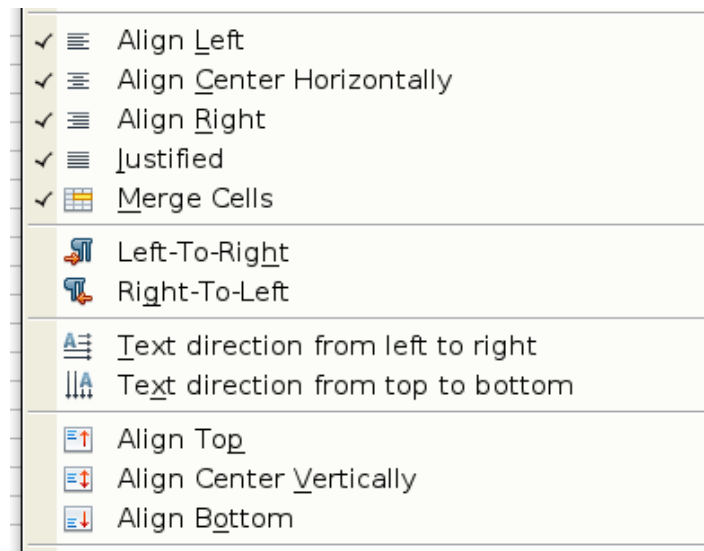 Align Left
Align Center Horizontally
Align Right
Justified
Merge Cells
Left-To-Right
Right-To-Left
Text direction from left to right
Text direction from top to bottom
Align Top
Align Center Vertically
Align Bottom